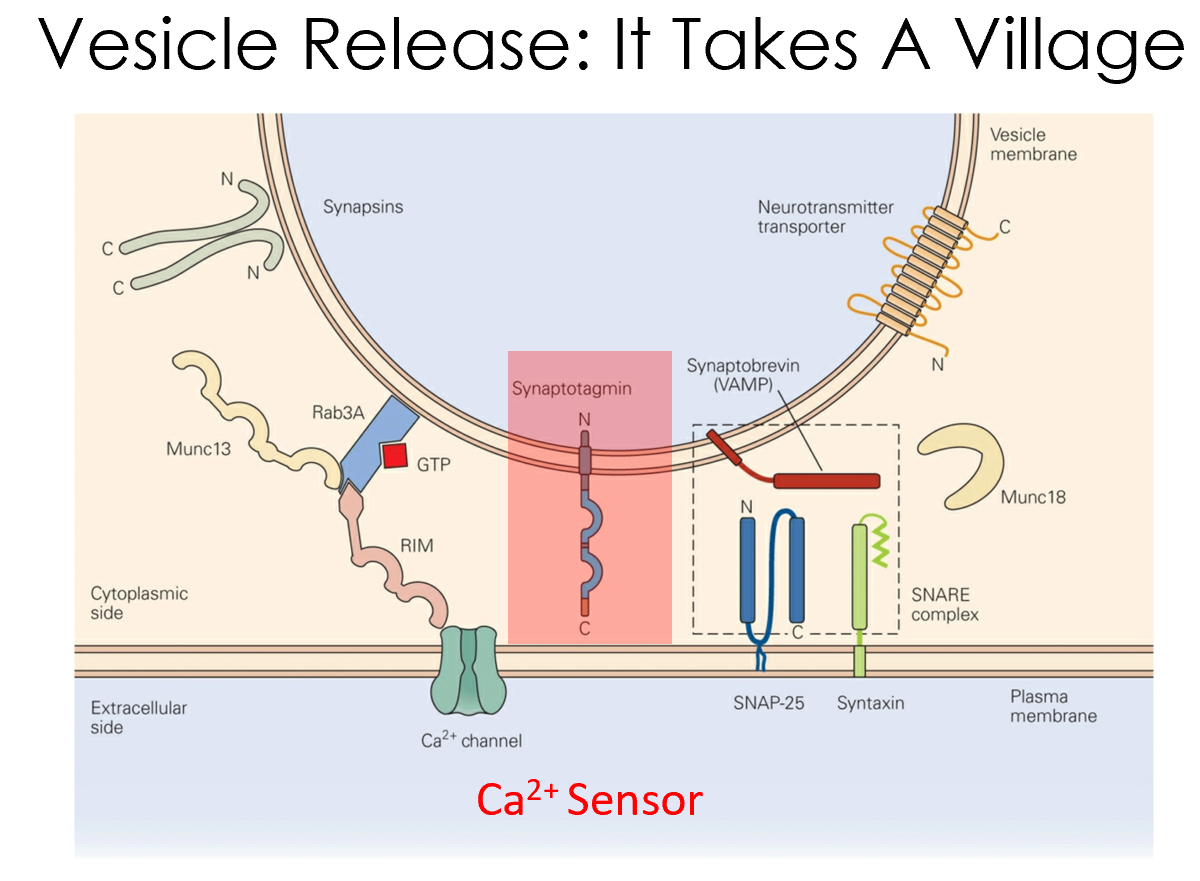 Vesicle Release: It Takes A Village
Vesicle
membrane
N
Synapsins
Neurotransmitter
transporter
C
C
N
C
N
Synaptotagmin
Synaptobrevin
(VAMP)
Rab3A
N
Munc13
GTP
Munc18
N
RIM
Cytoplasmic
side
SNARE
complex
C
C
Extracellular
side
SNAP-25
Syntaxin
Plasma
membrane
Ca²⁺ channel
Ca²⁺ Sensor